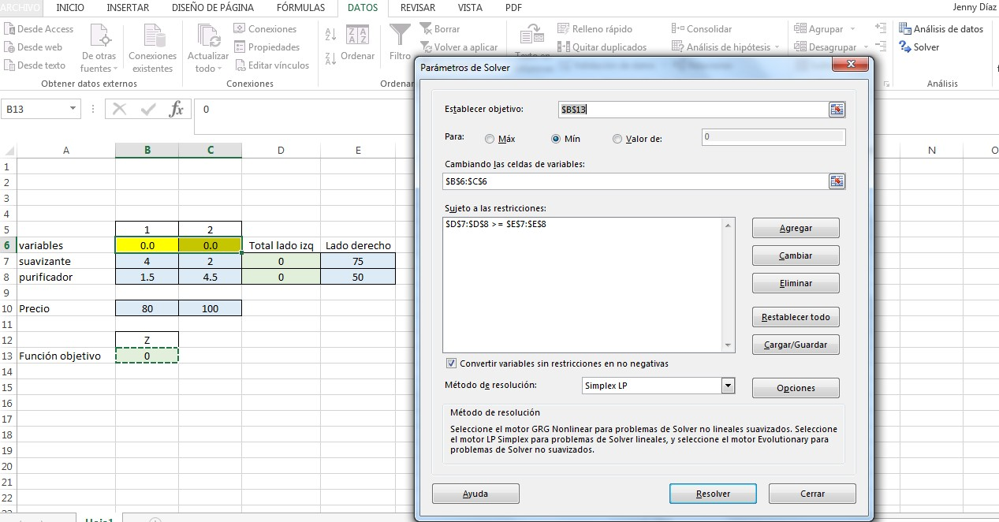 ARCHIVO INICIO INSERTAR DISEÑO DE PÁGINA FÓRMULAS DATOS REVISAR VISTA PDF Jenny Díaz
Desde Access
Desde web
Desde texto
De otras fuentes
Conexiones existentes
Obtener datos externos
Actualizar todo
Conexiones
Propiedades
Editar vínculos
Conexiones
Ordenar
Filtro
Borrar
Volver a aplicar
Ordenar
Relleno rápido
Quitar duplicados
Consolidar
Análisis de hipótesis
Agrupar
Desagrupar
Análisis de datos
Solver
Análisis
B13 fx 0
A B C D E N O
1
2
3
4
5 1 2
6 variables 0.0 0.0 Total lado izq Lado derecho
7 suavizante 4 2 0 75
8 purificador 1.5 4.5 0 50
9
10 Precio 80 100
11
12 Z
13 Función objetivo 0
14
15
16
17
18
19
20
21
22
Hoja1
Parámetros de Solver
Establecer objetivo: $B$13
Para: Máx Mín Valor de: 0
Cambiando las celdas de variables:
$B$6:$C$6
Sujeto a las restricciones:
$D$7:$D$8 >= $E$7:$E$8
Agregar
Cambiar
Eliminar
Restablecer todo
Cargar/Guardar
Convertir variables sin restricciones en no negativas
Método de resolución: Simplex LP
Opciones
Método de resolución
Seleccione el motor GRG Nonlinear para problemas de Solver no lineales suavizados. Seleccione
el motor LP Simplex para problemas de Solver lineales, y seleccione el motor Evolutionary para
problemas de Solver no suavizados.
Ayuda Resolver Cerrar